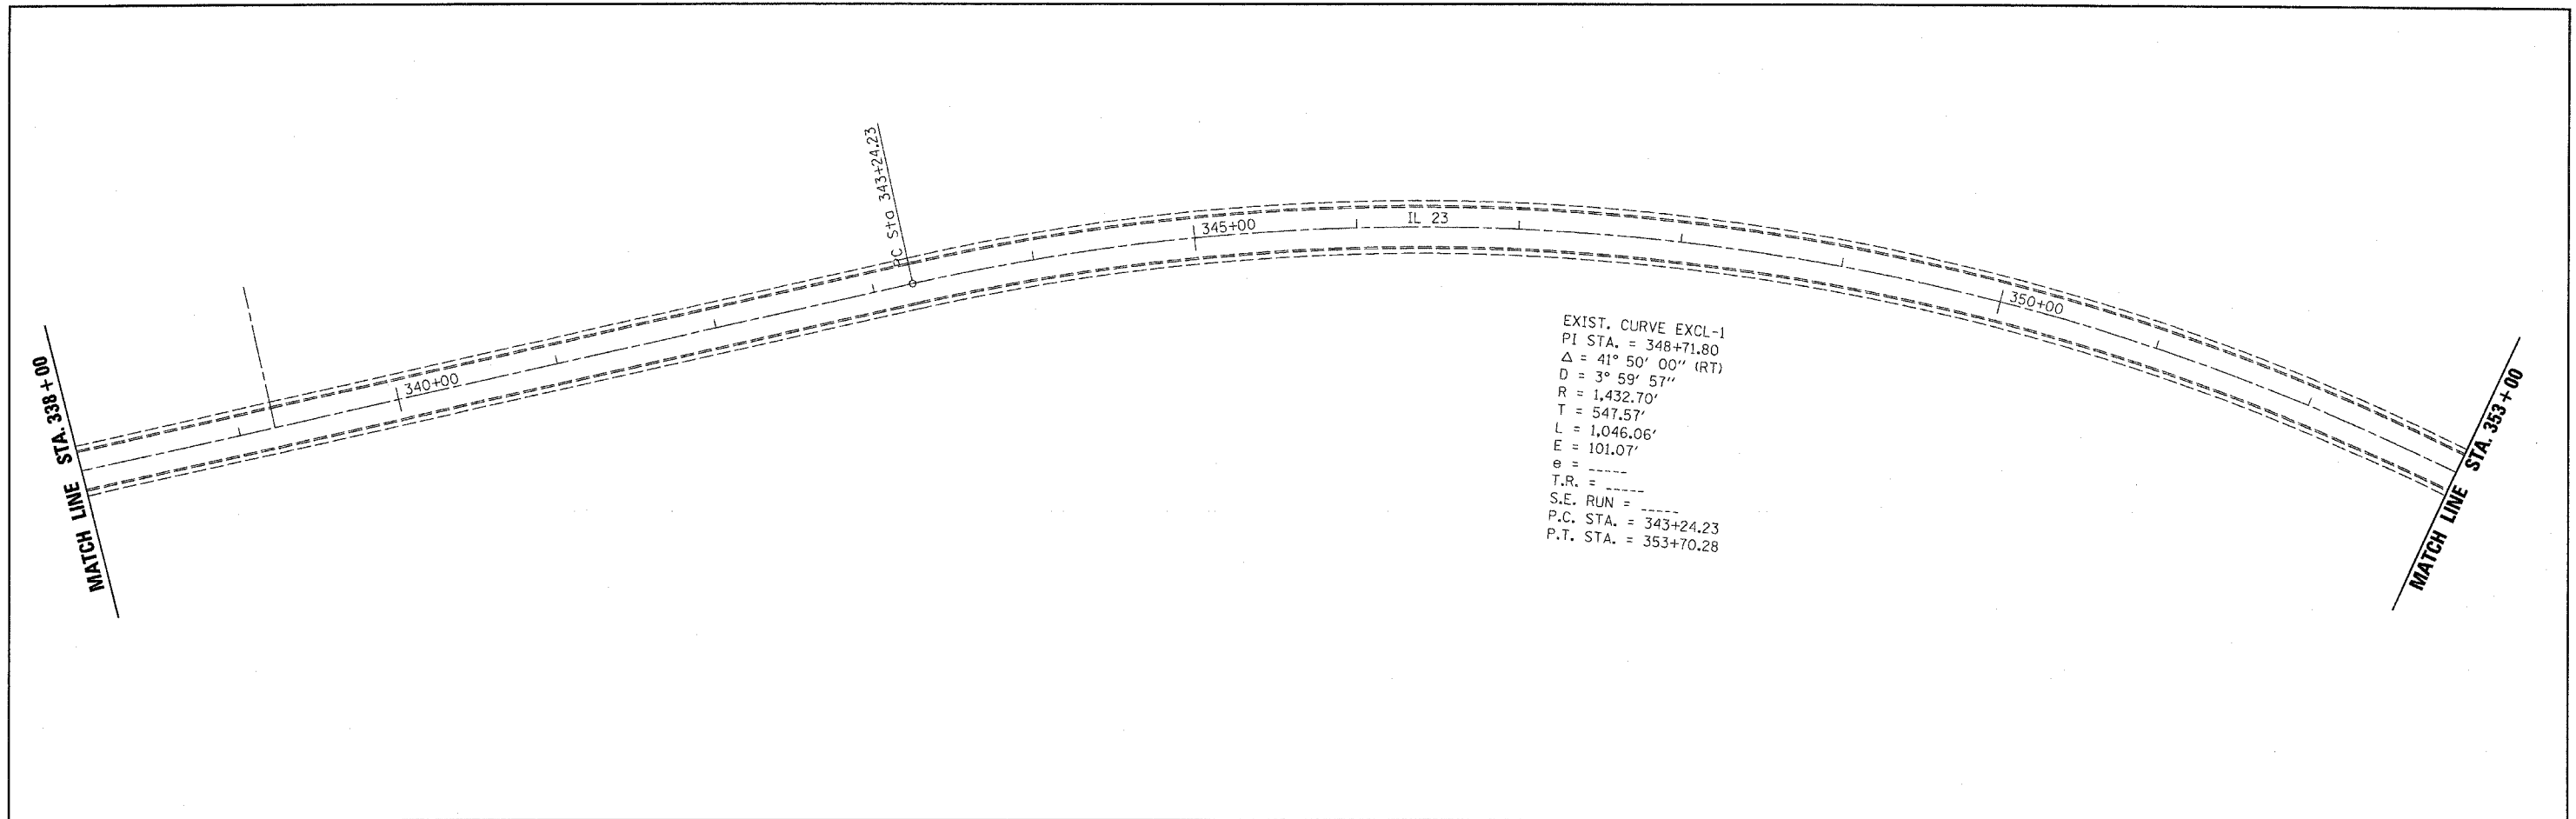 PC Sta 343+24.23
345+00
IL 23
350+00
340+00
MATCH LINE STA. 338+00
MATCH LINE STA. 353+00
EXIST. CURVE EXCL-1
PI STA. = 348+71.80
Δ = 41° 50' 00" (RT)
D = 3° 59' 57"
R = 1,432.70'
T = 547.57'
L = 1,046.06'
E = 101.07'
e = _____
T.R. = _____
S.E. RUN = _____
P.C. STA. = 343+24.23
P.T. STA. = 353+70.28